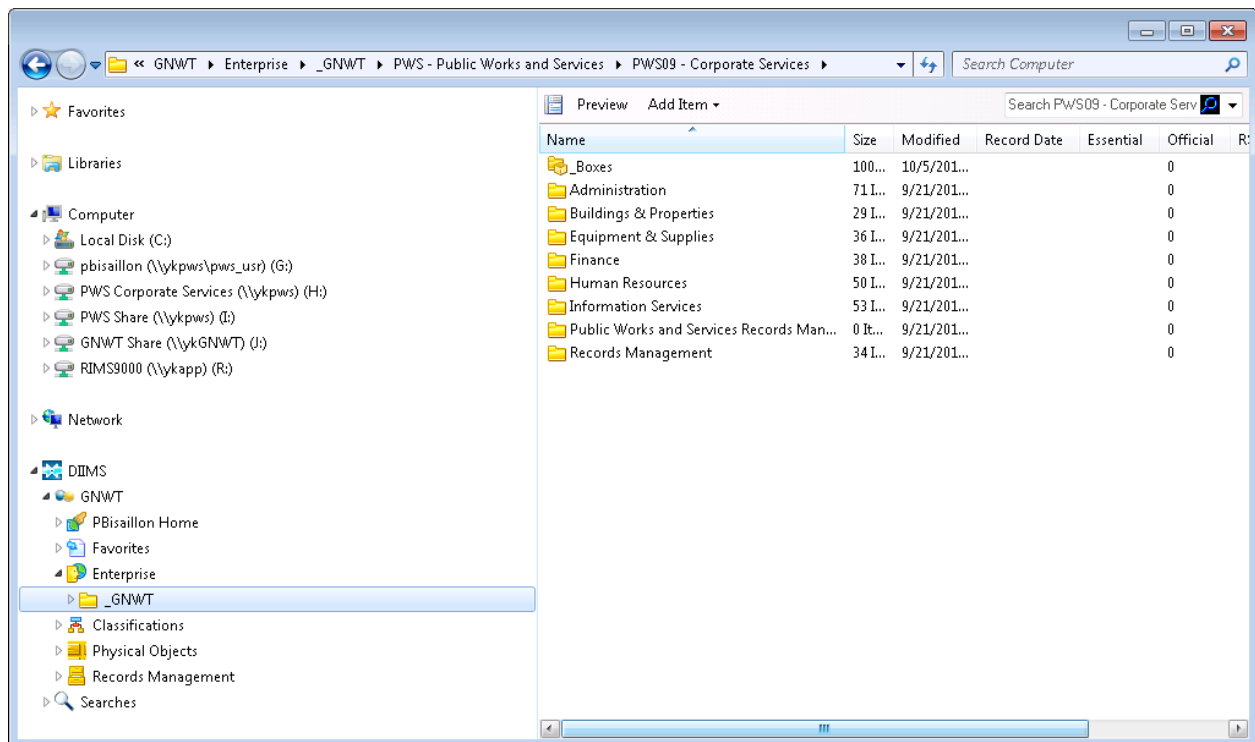 « GNWT ▸ Enterprise ▸ _GNWT ▸ PWS - Public Works and Services ▸ PWS09 - Corporate Services ▸ Search Computer
Favorites
Libraries
Computer
Local Disk (C:)
pbisaillon (\\ykpws\pws_usr) (G:)
PWS Corporate Services (\\ykpws) (H:)
PWS Share (\\ykpws) (I:)
GNWT Share (\\ykGNWT) (J:)
RIMS9000 (\\ykapp) (R:)
Network
DIIMS
GNWT
PBisaillon Home
Favorites
Enterprise
_GNWT
Classifications
Physical Objects
Records Management
Searches
Preview Add Item Search PWS09 - Corporate Serv
Name Size Modified Record Date Essential Official
_Boxes 100... 10/5/201... 0
Administration 71 I... 9/21/201... 0
Buildings & Properties 29 I... 9/21/201... 0
Equipment & Supplies 36 I... 9/21/201... 0
Finance 38 I... 9/21/201... 0
Human Resources 50 I... 9/21/201... 0
Information Services 53 I... 9/21/201... 0
Public Works and Services Records Man... 0 It... 9/21/201... 0
Records Management 34 I... 9/21/201... 0